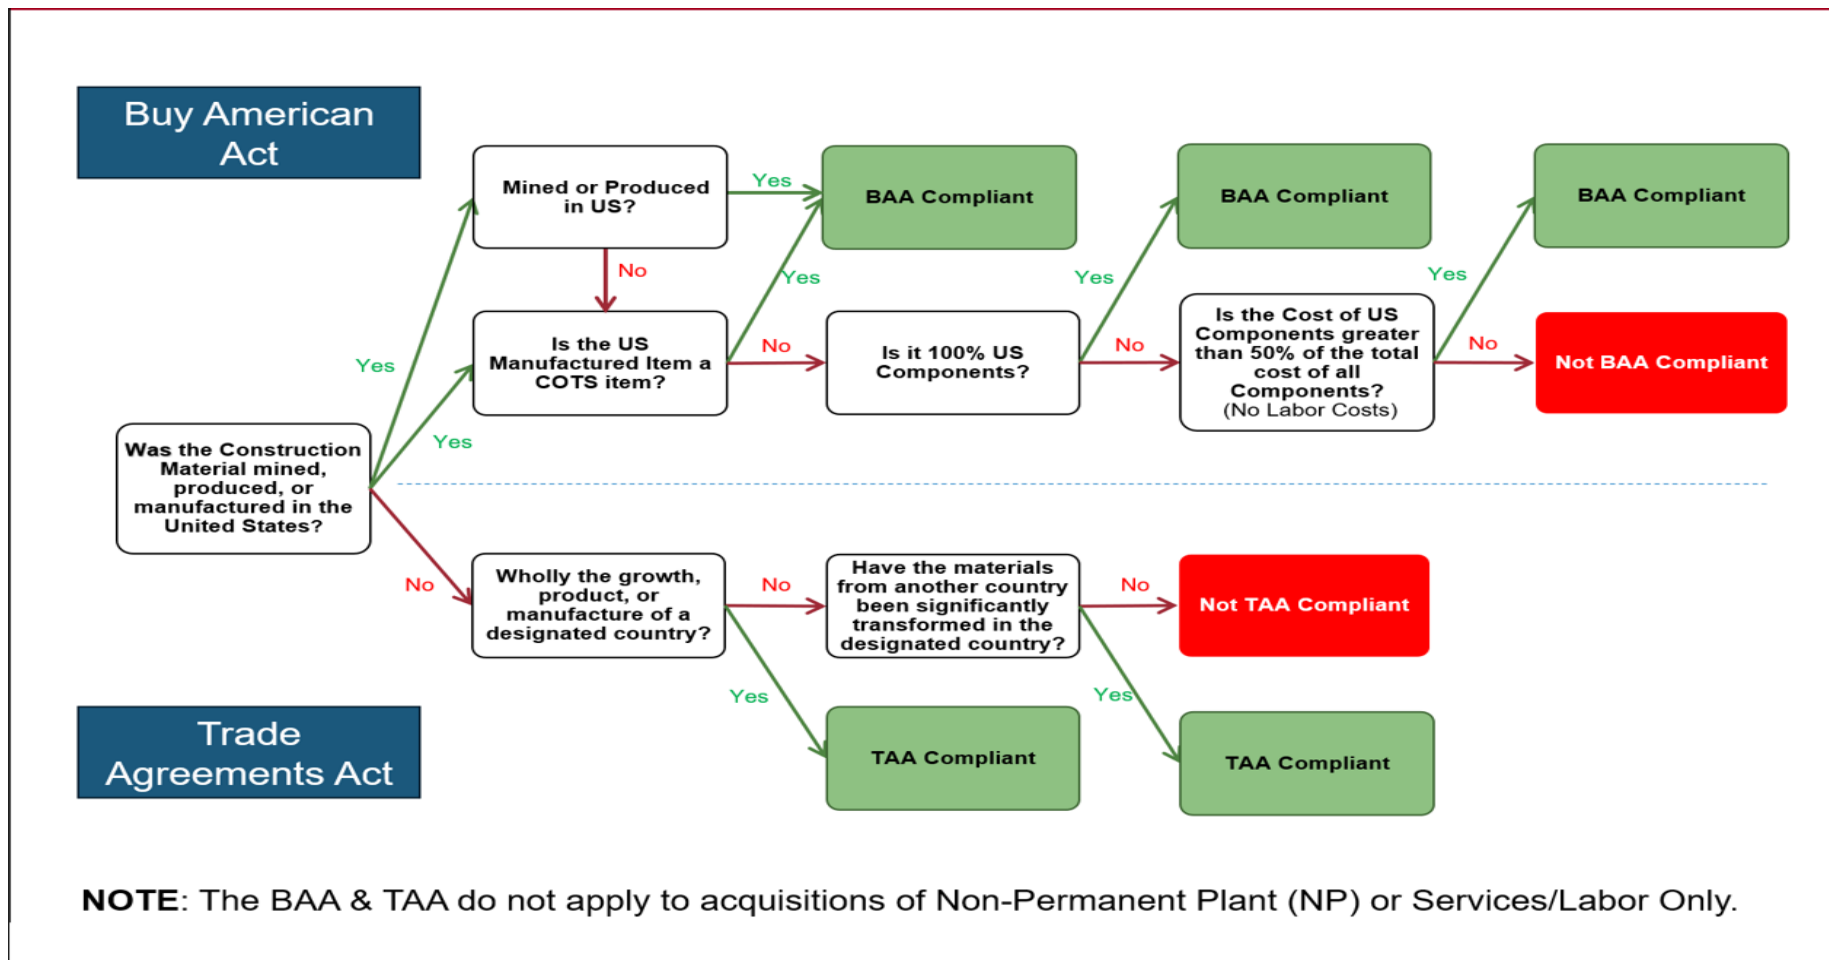 Buy American
Act
Mined or Produced
in US?
Yes
BAA Compliant
BAA Compliant
BAA Compliant
No
Yes
Yes
Yes
Is the US
Manufactured Item a
COTS item?
No
Is it 100% US
Components?
No
Is the Cost of US
Components greater
than 50% of the total
cost of all
Components?
(No Labor Costs)
No
Not BAA Compliant
Yes
Yes
Was the Construction
Material mined,
produced, or
manufactured in the
United States?
No
Wholly the growth,
product, or
manufacture of a
designated country?
No
Have the materials
from another country
been significantly
transformed in the
designated country?
No
Not TAA Compliant
Yes
Yes
TAA Compliant
TAA Compliant
Trade
Agreements Act
NOTE: The BAA & TAA do not apply to acquisitions of Non-Permanent Plant (NP) or Services/Labor Only.